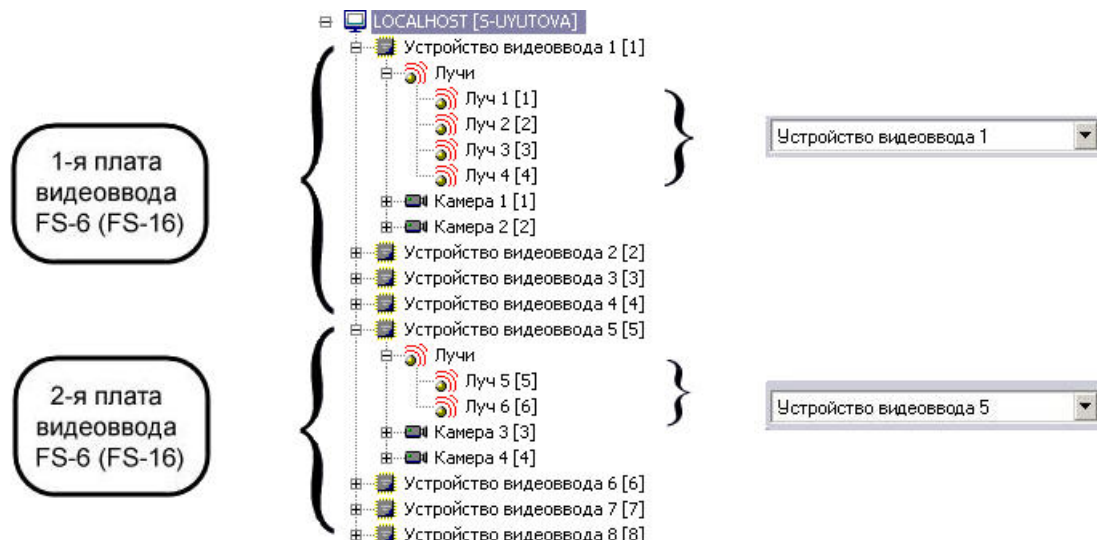 LOCALHOST [S-UYUTOVA]
Устройство видеоввода 1 [1]
Лучи
Луч 1 [1]
Луч 2 [2]
Луч 3 [3]
Луч 4 [4]
Камера 1 [1]
Камера 2 [2]
Устройство видеоввода 2 [2]
Устройство видеоввода 3 [3]
Устройство видеоввода 4 [4]
Устройство видеоввода 5 [5]
Лучи
Луч 5 [5]
Луч 6 [6]
Камера 3 [3]
Камера 4 [4]
Устройство видеоввода 6 [6]
Устройство видеоввода 7 [7]
Устройство видеоввода 8 [8]
1-я плата
видеоввода
FS-6 (FS-16)
2-я плата
видеоввода
FS-6 (FS-16)
Устройство видеоввода 1
Устройство видеоввода 5